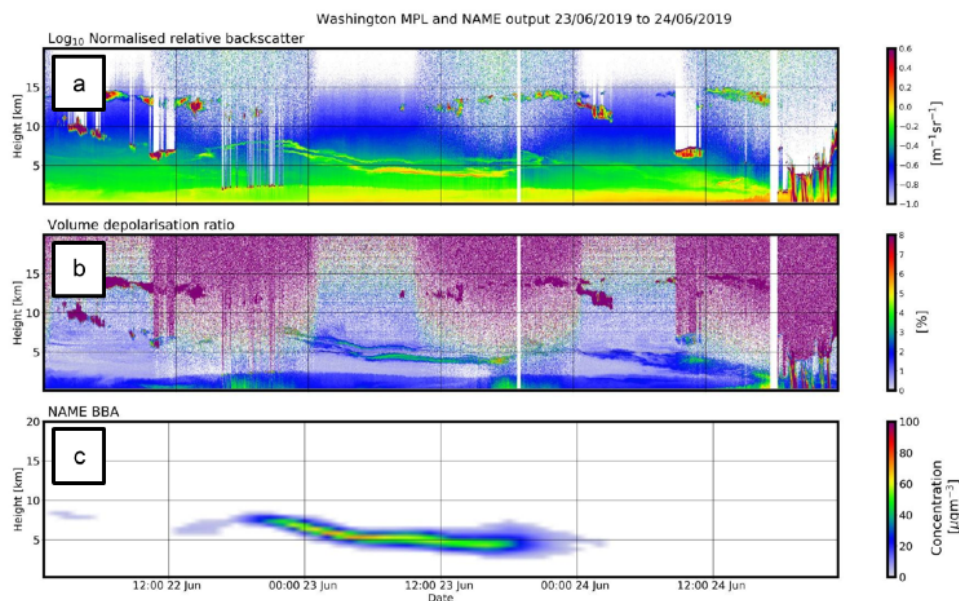 Washington MPL and NAME output 23/06/2019 to 24/06/2019
Log₁₀ Normalised relative backscatter
a
Height [km]
15
10
5
0.6
0.4
0.2
0.0
−0.2
−0.4
−0.6
−0.8
−1.0
[m⁻¹sr⁻¹]
Volume depolarisation ratio
b
Height [km]
15
10
5
8
7
6
5
4
3
2
1
0
[%]
NAME BBA
c
Height [km]
20
15
10
5
100
80
60
40
20
0
Concentration
[μgm⁻³]
12:00 22 Jun
00:00 23 Jun
12:00 23 Jun
00:00 24 Jun
12:00 24 Jun
Date